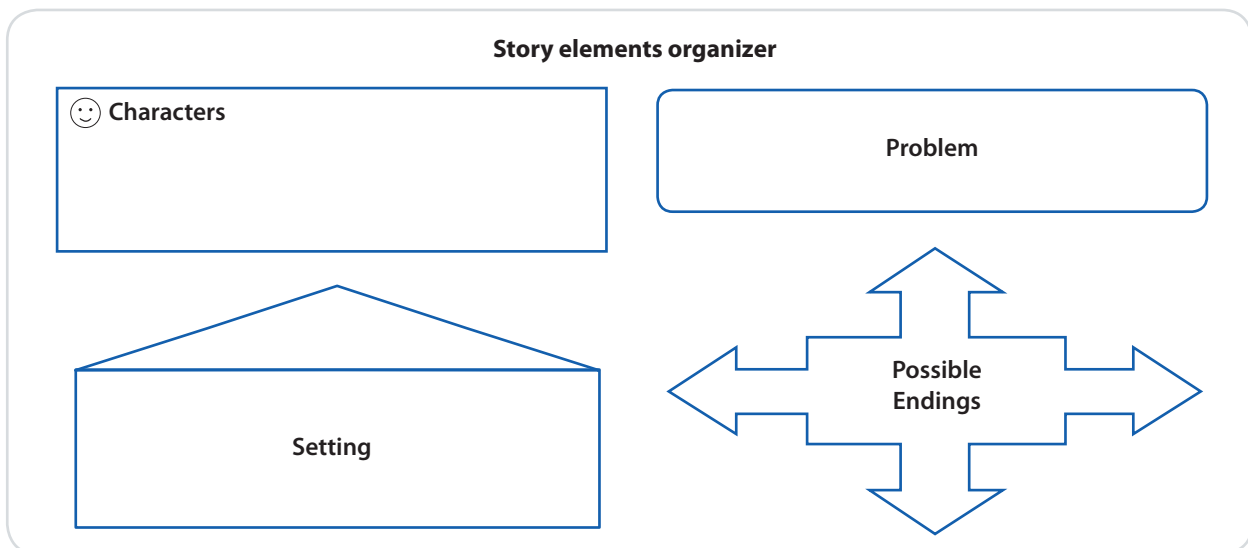 Story elements organizer
Characters
Problem
Setting
Possible
Endings